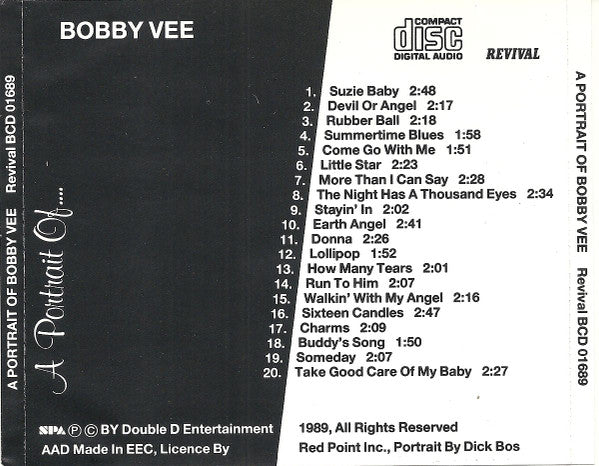 BOBBY VEE
COMPACT
disc
DIGITAL AUDIO
REVIVAL
1. Suzie Baby 2:48
2. Devil Or Angel 2:17
3. Rubber Ball 2:18
4. Summertime Blues 1:58
5. Come Go With Me 1:51
6. Little Star 2:23
7. More Than I Can Say 2:28
8. The Night Has A Thousand Eyes 2:34
9. Stayin' In 2:02
10. Earth Angel 2:41
11. Donna 2:26
12. Lollipop 1:52
13. How Many Tears 2:01
14. Run To Him 2:07
15. Walkin' With My Angel 2:16
16. Sixteen Candles 2:47
17. Charms 2:09
18. Buddy's Song 1:50
19. Someday 2:07
20. Take Good Care Of My Baby 2:27
A Portrait Of....
SPA Ⓟ Ⓒ BY Double D Entertainment 1989, All Rights Reserved
AAD Made In EEC, Licence By Red Point Inc., Portrait By Dick Bos
A PORTRAIT OF BOBBY VEE Revival BCD 01689
A PORTRAIT OF BOBBY VEE Revival BCD 01689